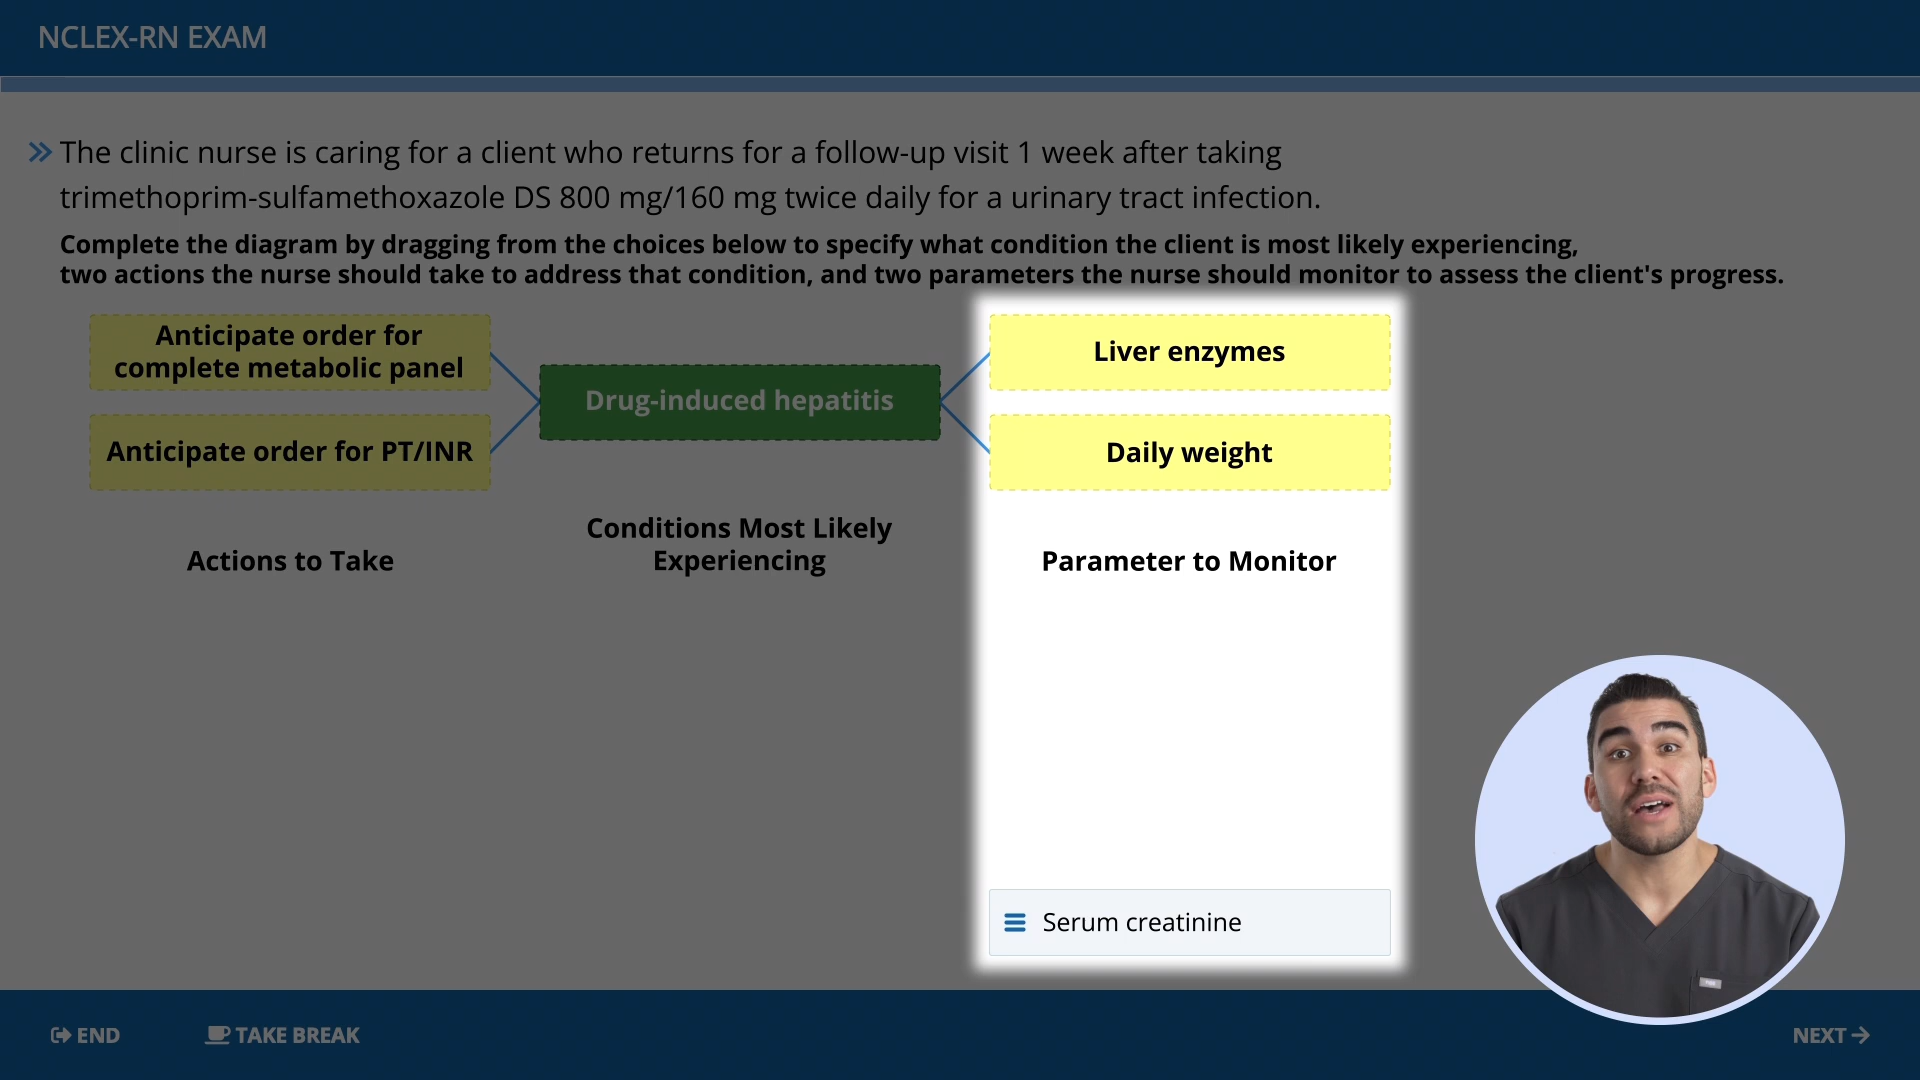 NCLEX-RN EXAM
The clinic nurse is caring for a client who returns for a follow-up visit 1 week after taking
trimethoprim-sulfamethoxazole DS 800 mg/160 mg twice daily for a urinary tract infection.
Complete the diagram by dragging from the choices below to specify what condition the client is most likely experiencing,
two actions the nurse should take to address that condition, and two parameters the nurse should monitor to assess the client's progress.
Anticipate order for
complete metabolic panel
Anticipate order for PT/INR
Actions to Take
Drug-induced hepatitis
Conditions Most Likely
Experiencing
Liver enzymes
Daily weight
Parameter to Monitor
Serum creatinine
END
TAKE BREAK
NEXT